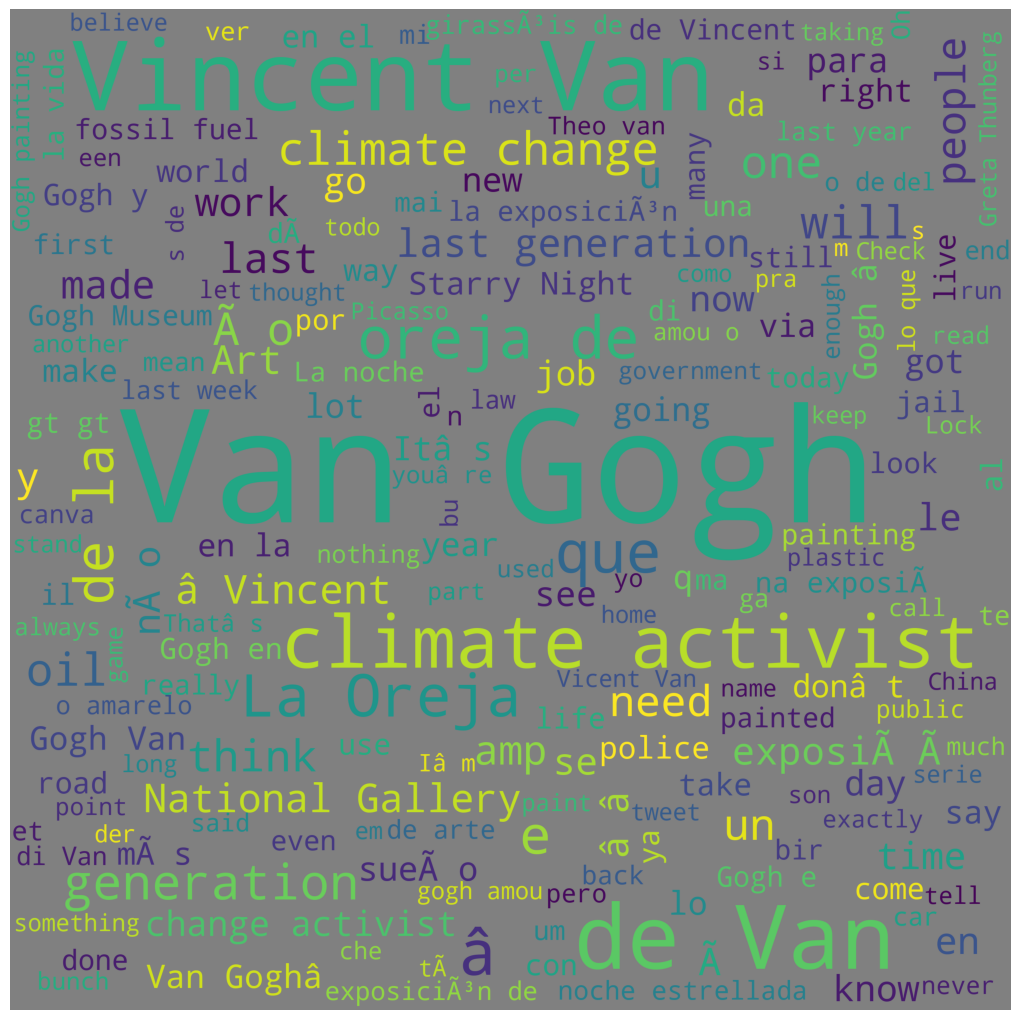 believe
ver
en el
mi
girassÃ³is de
de Vincent
taking
Oh
Vincent Van
per
next
si
para
people
Greta Thunberg
Gogh painting
la vida
fossil fuel
een
Theo van
right
da
last year
climate change
many
one
world
Gogh y
work
go
new
u
o de
del
s de
mai
la exposiciÃ³n
una
will
s
first
dÃ
todo
last generation
still
m
Check
end
last
way
Starry Night
como
pra
live
made
let
thought
now
enough
lo que
run
Gogh Museum
Ã o
por
Picasso
di
via
Gogh â
another
Art
oreja de
amou o
read
make
mean
La noche
job
government
today
got
last week
lot
el
n
law
going
keep
jail
gt gt
Lock
Van Gogh
de la
Itâ s
look
y
youâ re
al
canva
bu
le
stand
en la
nothing
year
que
painting
plastic
nÃ o
used
yo
q
ma
na exposiÃ
il
â Vincent
part
see
ga
home
call
te
always
game
Thatâ s
climate activist
Gogh en
oil
really
La Oreja
Vicent Van
name
donâ t
China
o amarelo
life
need
painted
public
Gogh Van
think
use
Iâ m
amp
se
police
exposiÃ Ã
much
road
long
take
day
serie
point
National Gallery
paint
â â
tweet
son
say
et
der
said
even
em
de arte
e
ya
un
exactly
di Van
mÃ s
bir
time
generation
sueÃ o
back
Gogh e
gogh amou
pero
lo
come
tell
something
change activist
che
â
um
de Van
car
en
done
con
Ã
bunch
Van Goghâ
tÃ
exposiciÃ³n de
noche estrellada
know
never